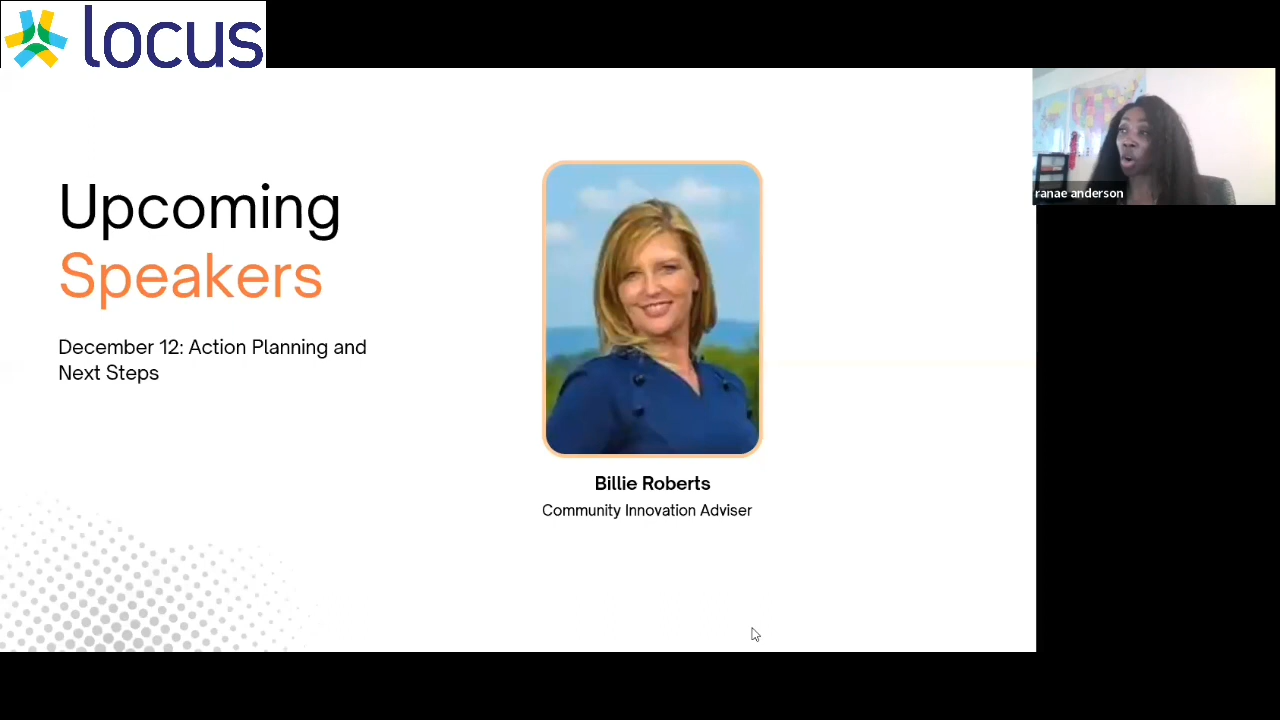 locus
Upcoming
Speakers
December 12: Action Planning and
Next Steps
Billie Roberts
Community Innovation Adviser
ranae anderson